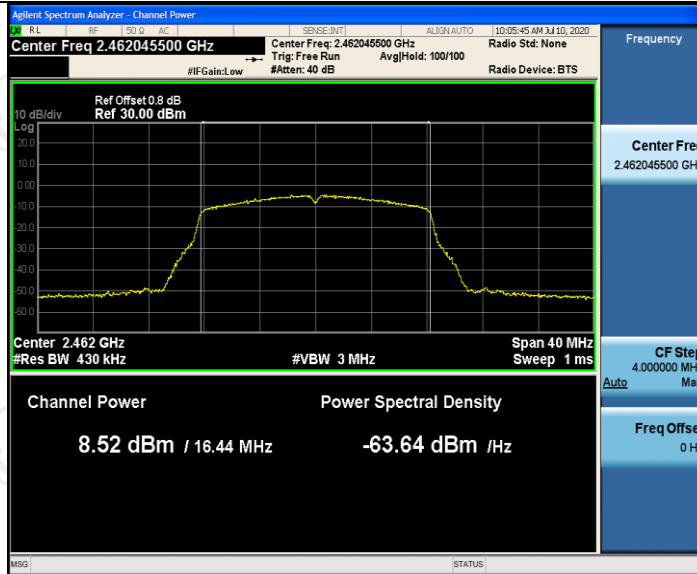 Agilent Spectrum Analyzer - Channel Power
RL RF 50 Ω AC SENSE:INT ALIGN AUTO 10:05:45 AM Jul 10, 2020
Center Freq 2.462045500 GHz
Center Freq: 2.462045500 GHz
Radio Std: None
Trig: Free Run Avg|Hold: 100/100
#IFGain:Low #Atten: 40 dB Radio Device: BTS
Frequency
Ref Offset 0.8 dB
10 dB/div Ref 30.00 dBm
Log
20.0
10.0
0.00
-10.0
-20.0
-30.0
-40.0
-50.0
-60.0
Center Fre
2.462045500 GH
Center 2.462 GHz Span 40 MHz
#Res BW 430 kHz #VBW 3 MHz Sweep 1 ms
CF Ste
4.000000 MH
Auto Ma
Channel Power Power Spectral Density
8.52 dBm / 16.44 MHz -63.64 dBm /Hz
Freq Offse
0 H
MSG STATUS